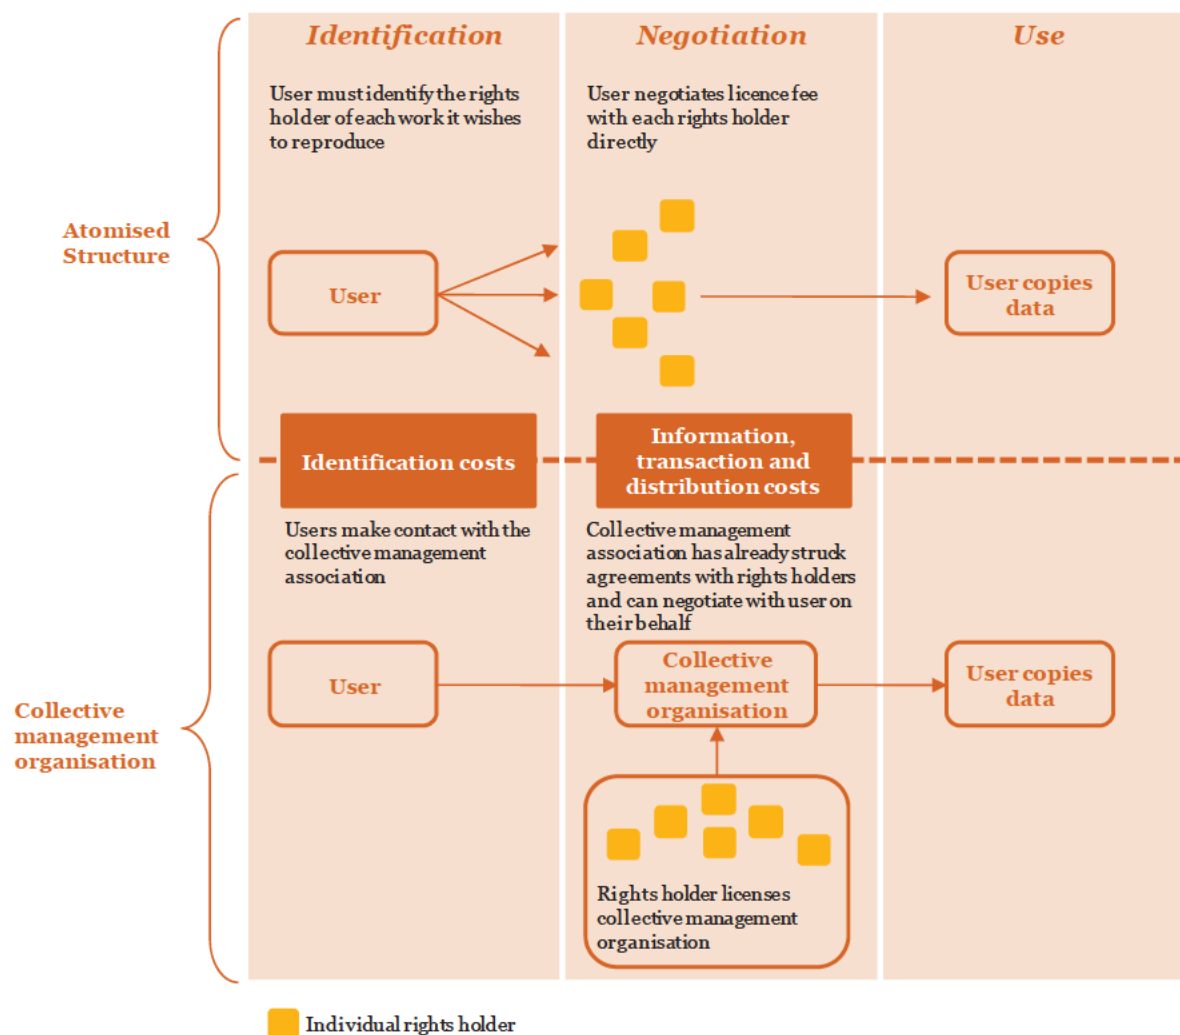 Identification
Negotiation
Use
User must identify the rights
holder of each work it wishes
to reproduce
User negotiates licence fee
with each rights holder
directly
Atomised
Structure
User
User copies
data
Identification costs
Information,
transaction and
distribution costs
Users make contact with the
collective management
association
Collective management
association has already struck
agreements with rights holders
and can negotiate with user on
their behalf
Collective
management
organisation
User
Collective
management
organisation
User copies
data
Rights holder licenses
collective management
organisation
Individual rights holder